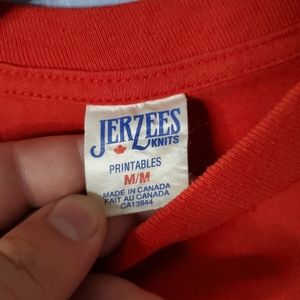 JERZEES
KNITS
PRINTABLES
M/M
MADE IN CANADA
FAIT AU CANADA
CA13844